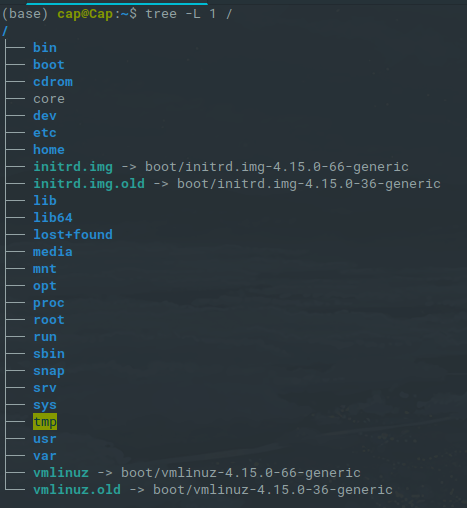 (base) cap@Cap:~$ tree -L 1 /
/
├── bin
├── boot
├── cdrom
├── core
├── dev
├── etc
├── home
├── initrd.img -> boot/initrd.img-4.15.0-66-generic
├── initrd.img.old -> boot/initrd.img-4.15.0-36-generic
├── lib
├── lib64
├── lost+found
├── media
├── mnt
├── opt
├── proc
├── root
├── run
├── sbin
├── snap
├── srv
├── sys
├── tmp
├── usr
├── var
├── vmlinuz -> boot/vmlinuz-4.15.0-66-generic
└── vmlinuz.old -> boot/vmlinuz-4.15.0-36-generic